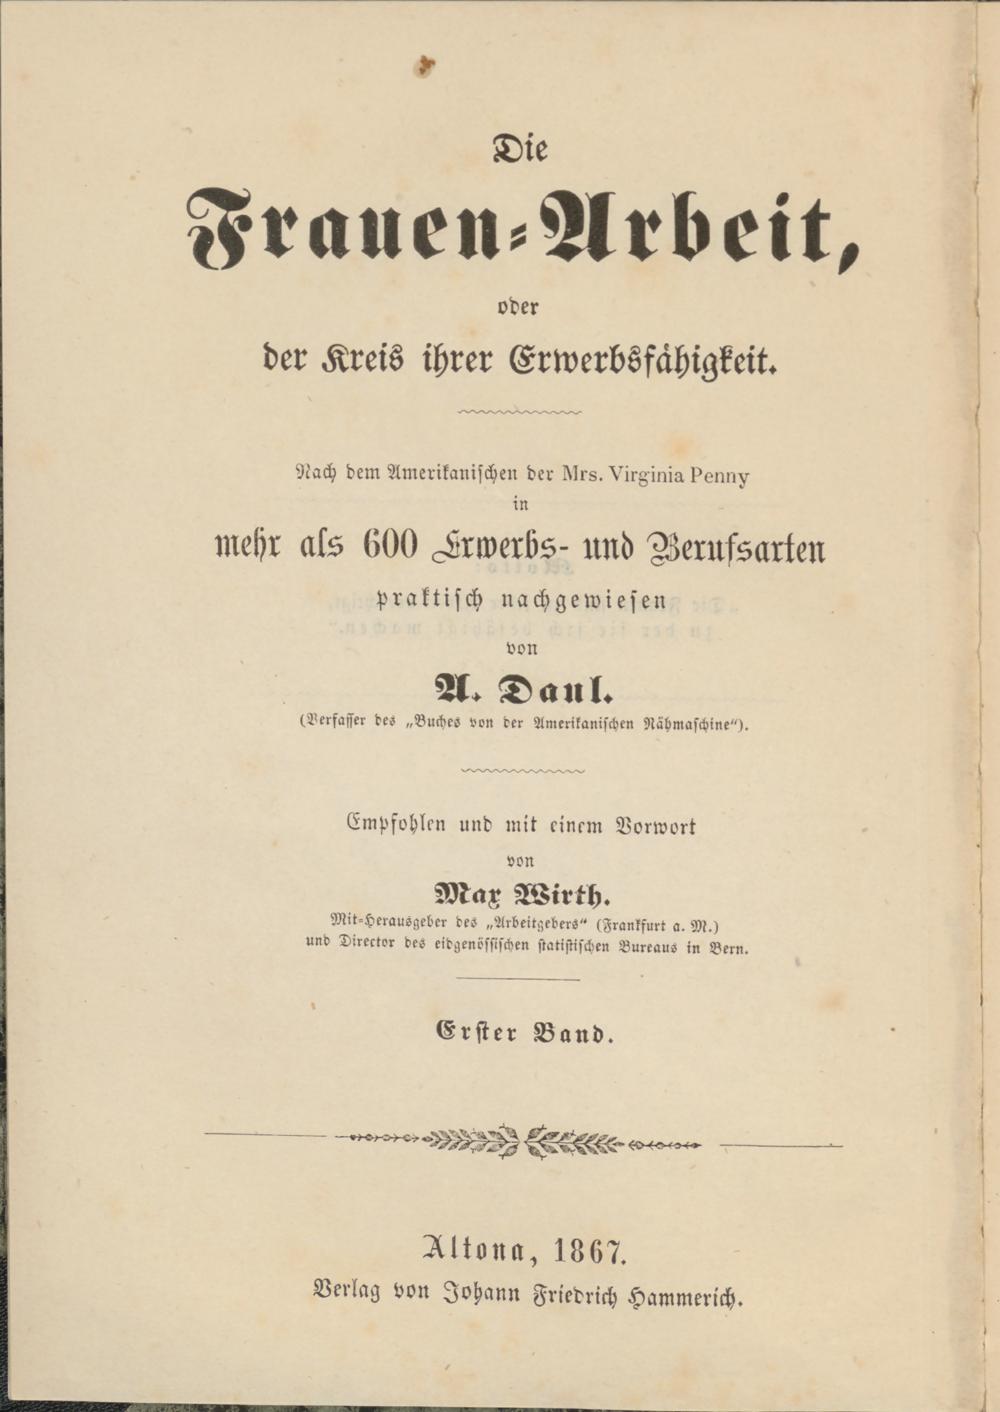 Die
Frauen-Arbeit,
oder
der Kreis ihrer Erwerbsfähigkeit.
Nach dem Amerikanischen der Mrs. Virginia Penny
in
mehr als 600 Erwerbs- und Berufsarten
praktisch nachgewiesen
von
A. Daul.
(Verfasser des „Buches von der Amerikanischen Nähmaschine“).
Empfohlen und mit einem Vorwort
von
Max Wirth.
Mit-Herausgeber des „Arbeitgebers“ (Frankfurt a. M.)
und Director des eidgenössischen statistischen Bureaus in Bern.
Erster Band.
Altona, 1867.
Verlag von Johann Friedrich Hammerich.